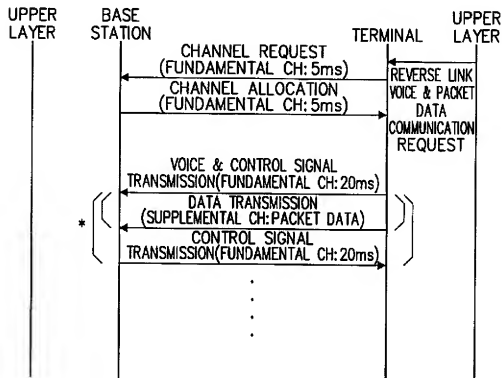 UPPER
LAYER
BASE
STATION
TERMINAL
UPPER
LAYER
CHANNEL REQUEST
(FUNDAMENTAL CH: 5ms)
CHANNEL ALLOCATION
(FUNDAMENTAL CH: 5ms)
REVERSE LINK
VOICE & PACKET
DATA
COMMUNICATION
REQUEST
VOICE & CONTROL SIGNAL
TRANSMISSION(FUNDAMENTAL CH: 20ms)
DATA TRANSMISSION
(SUPPLEMENTAL CH: PACKET DATA)
*
CONTROL SIGNAL
TRANSMISSION(FUNDAMENTAL CH: 20ms)